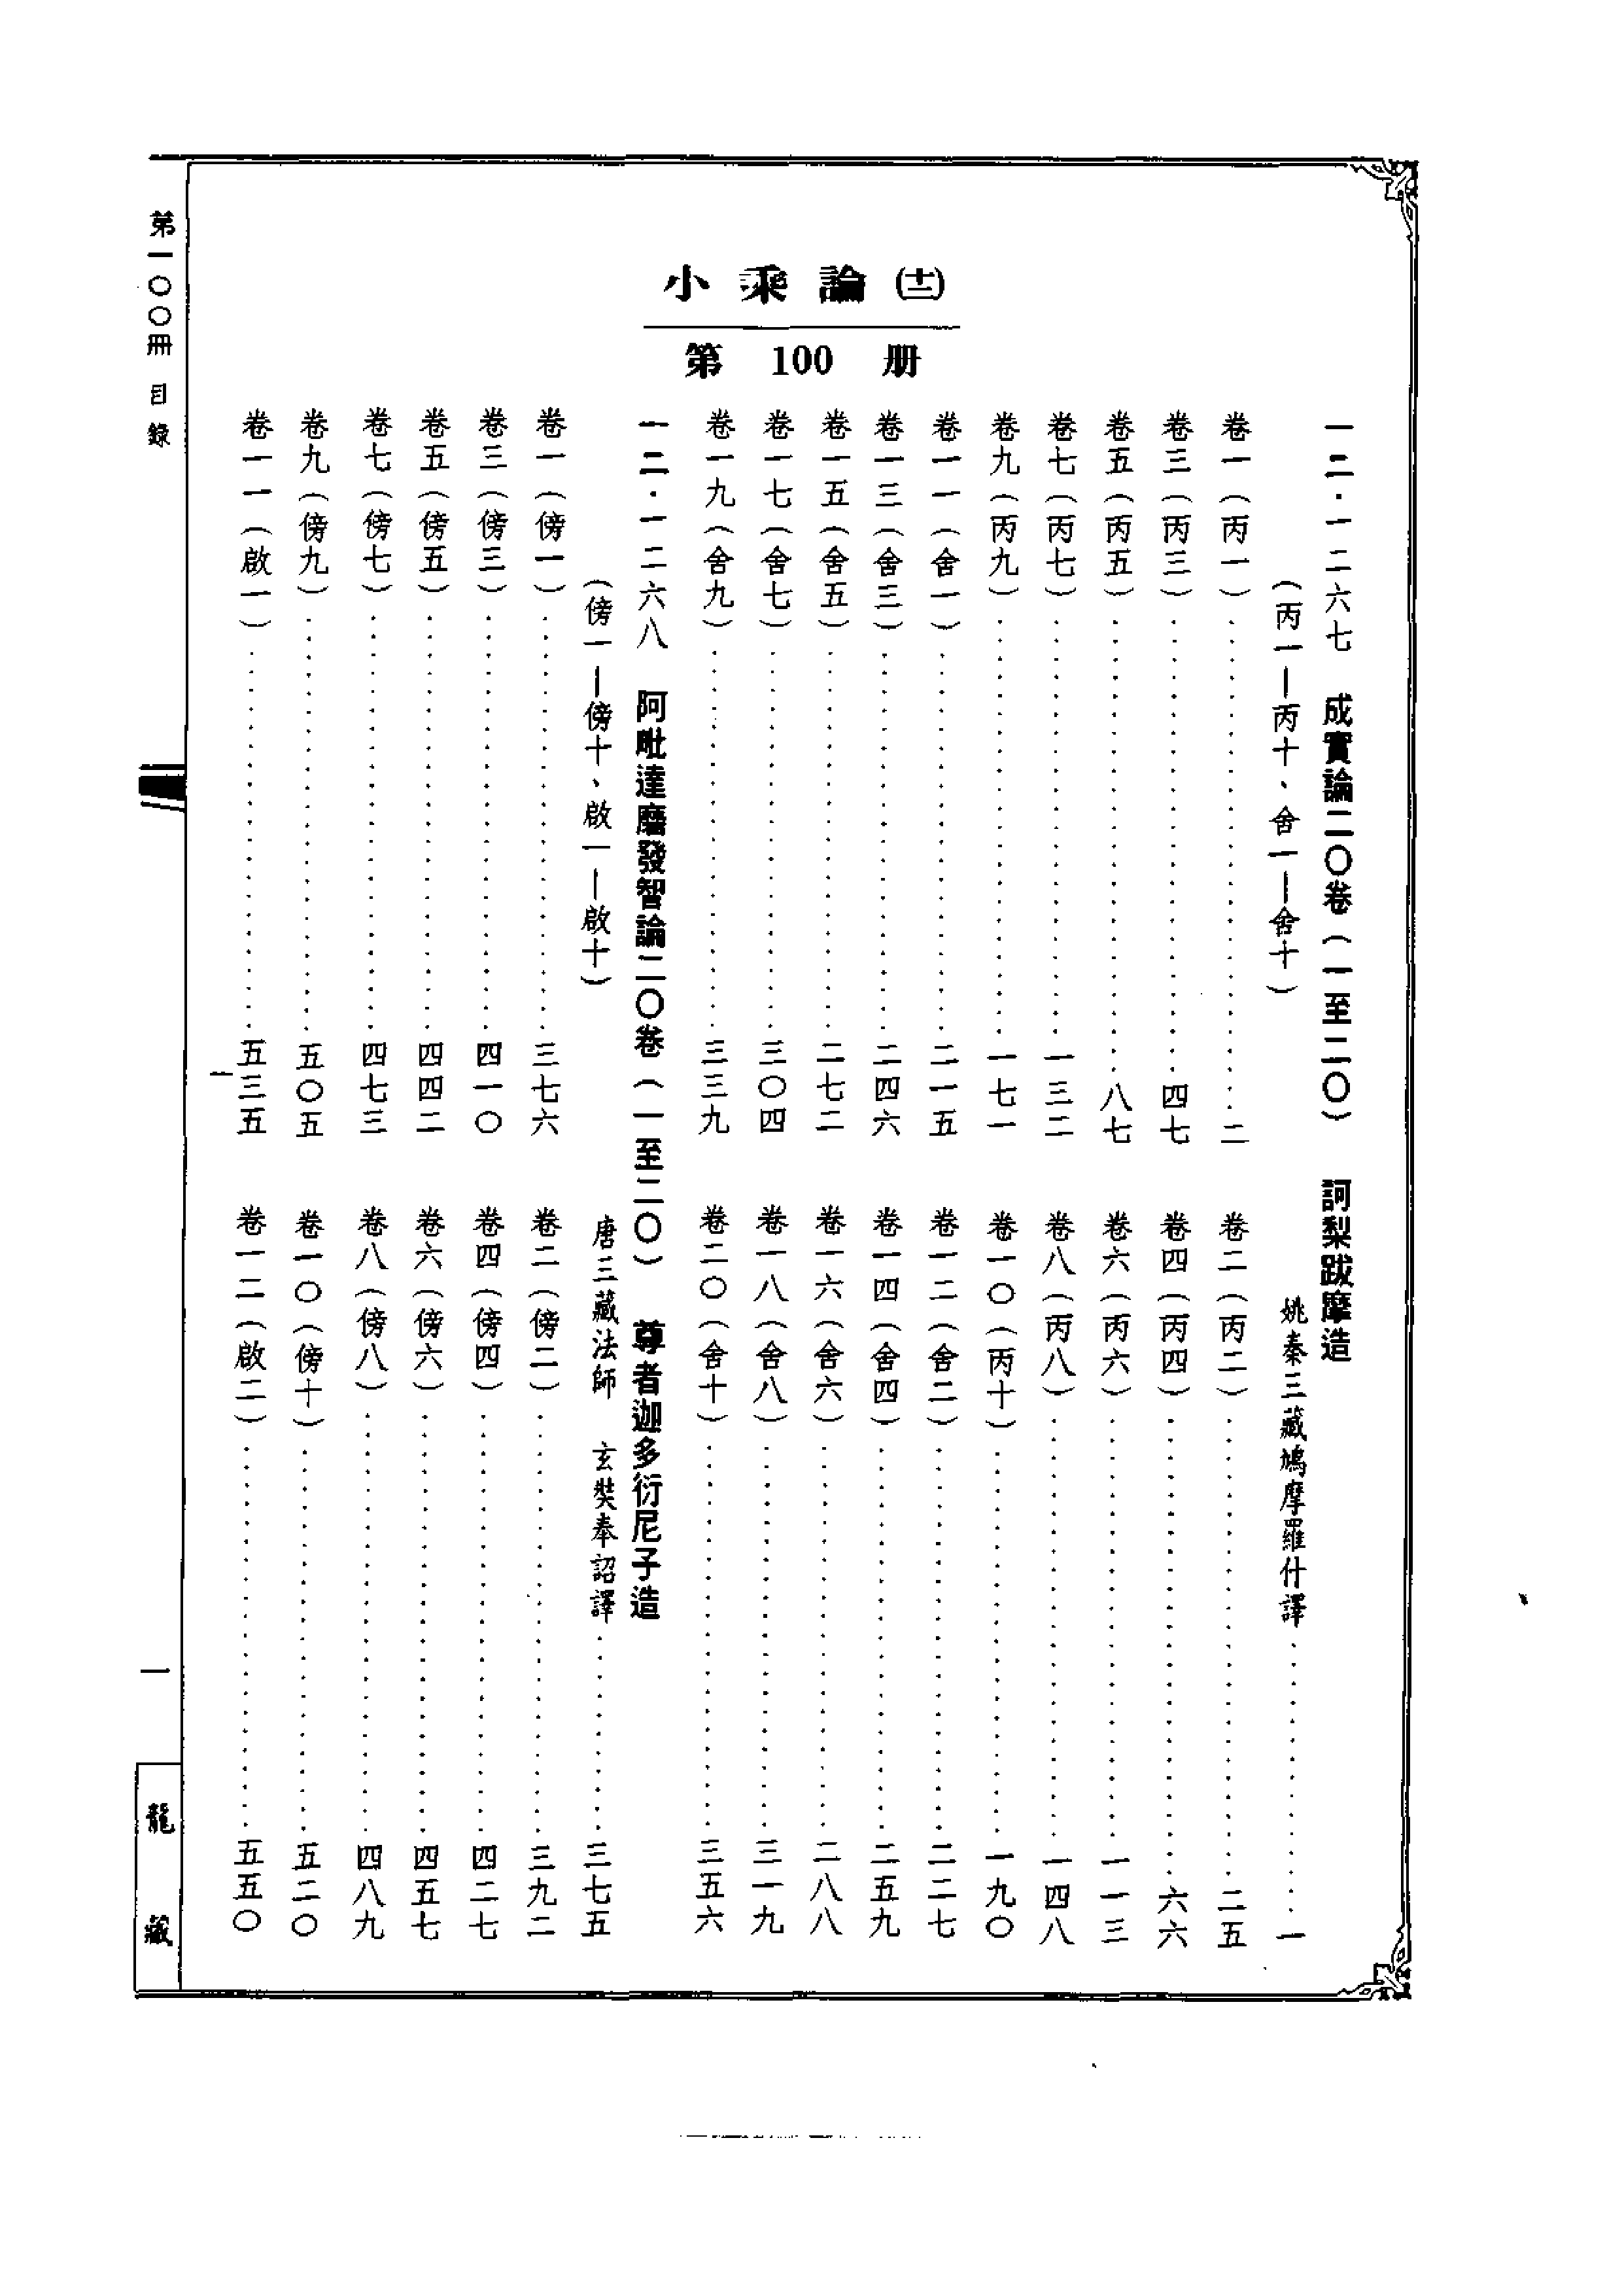 小乘論(十二)
第 100 册
一二·一二六七 成實論二〇卷(一至二〇) 訶梨跋摩造
(丙一—丙十、舍一—舍十) 姚秦三藏鳩摩羅什譯……一
卷一(丙一)……二 卷二(丙二)……二五
卷三(丙三)……四七 卷四(丙四)……六六
卷五(丙五)……八七 卷六(丙六)……一一三
卷七(丙七)……一三二 卷八(丙八)……一四八
卷九(丙九)……一七一 卷一〇(丙十)……一九〇
卷一一(舍一)……二一五 卷一二(舍二)……二二七
卷一三(舍三)……二四六 卷一四(舍四)……二五九
卷一五(舍五)……二七二 卷一六(舍六)……二八八
卷一七(舍七)……三〇四 卷一八(舍八)……三一九
卷一九(舍九)……三三九 卷二〇(舍十)……三五六
一二·一二六八 阿毗達磨發智論二〇卷(一至二〇) 尊者迦多衍尼子造
(傍一—傍十、啟一—啟十) 唐三藏法師 玄奘奉詔譯……三七五
卷一(傍一)……三七六 卷二(傍二)……三九二
卷三(傍三)……四一〇 卷四(傍四)……四二七
卷五(傍五)……四四二 卷六(傍六)……四五七
卷七(傍七)……四七三 卷八(傍八)……四八九
卷九(傍九)……五〇五 卷一〇(傍十)……五二〇
卷一一(啟一)……五三五 卷一二(啟二)……五五〇
第一〇〇冊 目錄
一
龍藏